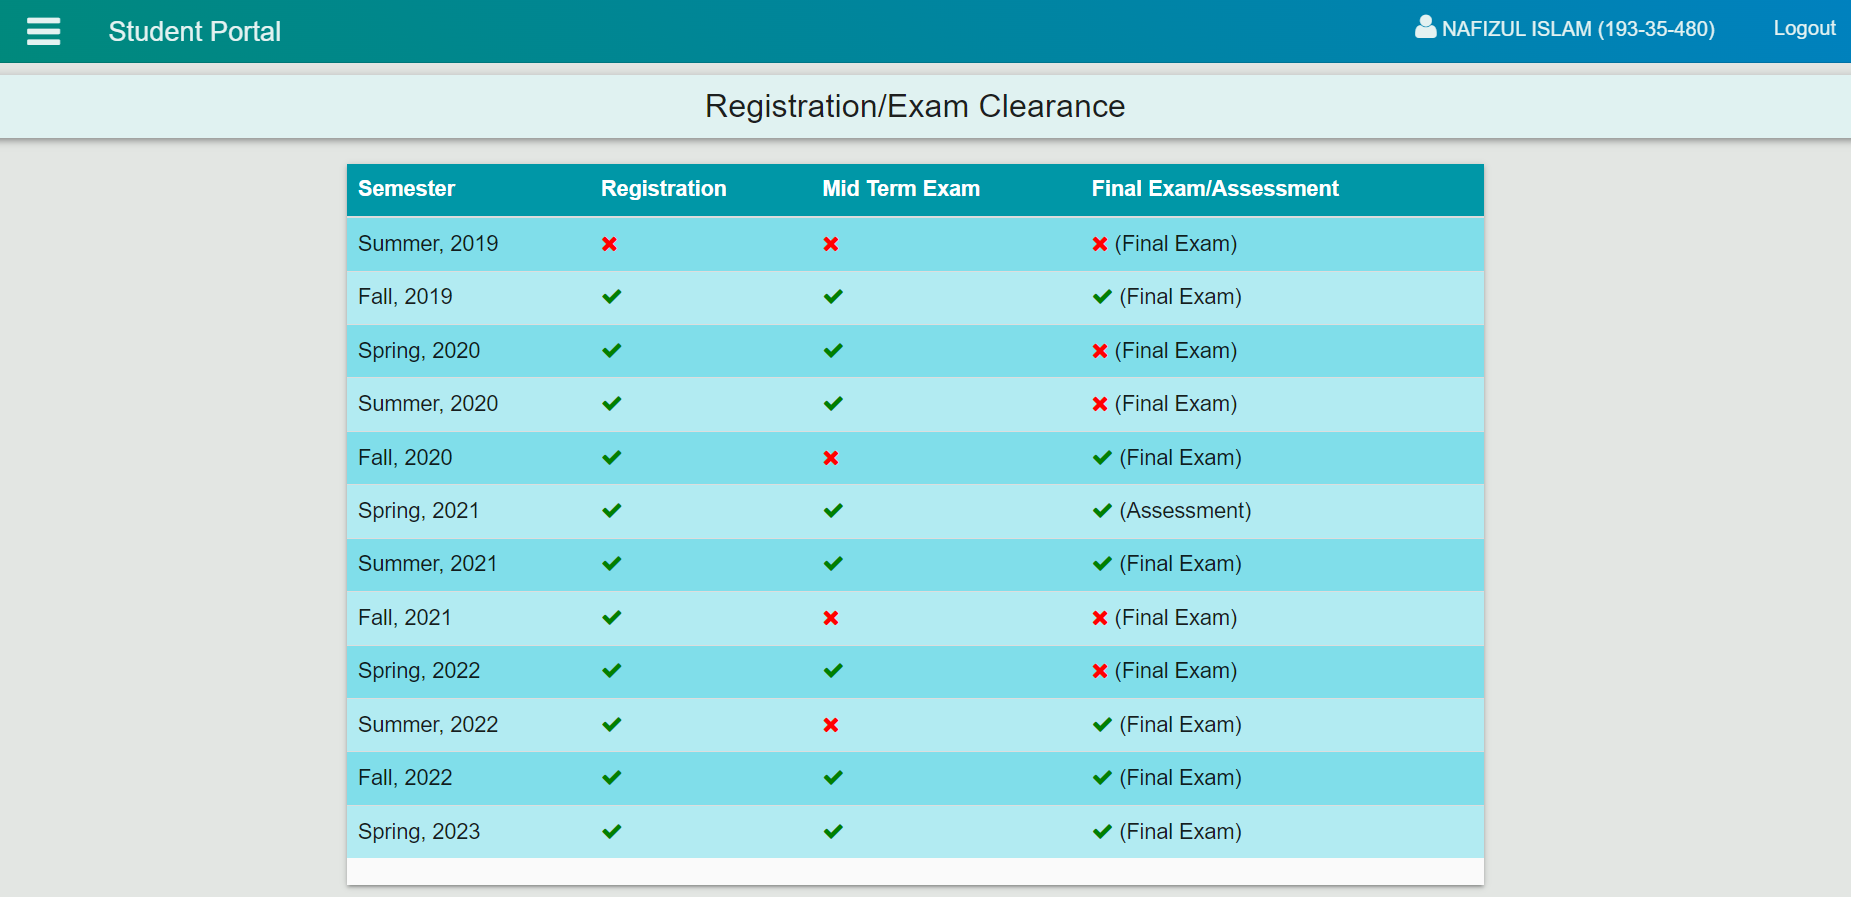 Student Portal
NAFIZUL ISLAM (193-35-480)
Logout
Registration/Exam Clearance
Semester Registration Mid Term Exam Final Exam/Assessment
Summer, 2019 ✖ ✖ ✖ (Final Exam)
Fall, 2019 ✔ ✔ ✔ (Final Exam)
Spring, 2020 ✔ ✔ ✖ (Final Exam)
Summer, 2020 ✔ ✔ ✖ (Final Exam)
Fall, 2020 ✔ ✖ ✔ (Final Exam)
Spring, 2021 ✔ ✔ ✔ (Assessment)
Summer, 2021 ✔ ✔ ✔ (Final Exam)
Fall, 2021 ✔ ✖ ✖ (Final Exam)
Spring, 2022 ✔ ✔ ✖ (Final Exam)
Summer, 2022 ✔ ✖ ✔ (Final Exam)
Fall, 2022 ✔ ✔ ✔ (Final Exam)
Spring, 2023 ✔ ✔ ✔ (Final Exam)